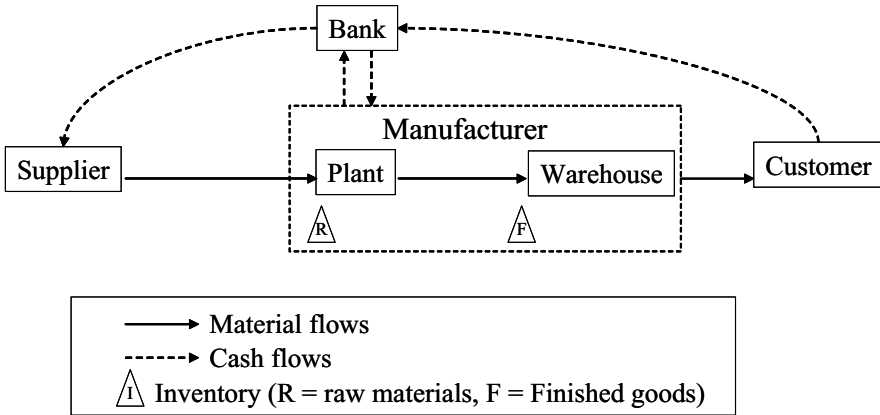 Bank
Manufacturer
Supplier
Plant
Warehouse
Customer
R
F
Material flows
Cash flows
I Inventory (R = raw materials, F = Finished goods)